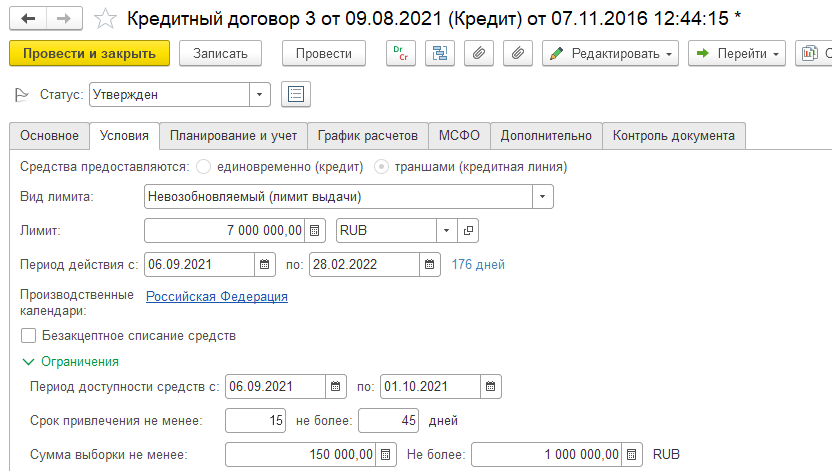 Кредитный договор 3 от 09.08.2021 (Кредит) от 07.11.2016 12:44:15 *
Провести и закрыть Записать Провести Dr Cr Редактировать Перейти
Статус: Утвержден
Основное Условия Планирование и учет График расчетов МСФО Дополнительно Контроль документа
Средства предоставляются: единовременно (кредит) траншами (кредитная линия)
Вид лимита: Невозобновляемый (лимит выдачи)
Лимит: 7 000 000,00 RUB
Период действия с: 06.09.2021 по: 28.02.2022 176 дней
Производственные календари: Российская Федерация
Безакцептное списание средств
Ограничения
Период доступности средств с: 06.09.2021 по: 01.10.2021
Срок привлечения не менее: 15 не более: 45 дней
Сумма выборки не менее: 150 000,00 Не более: 1 000 000,00 RUB